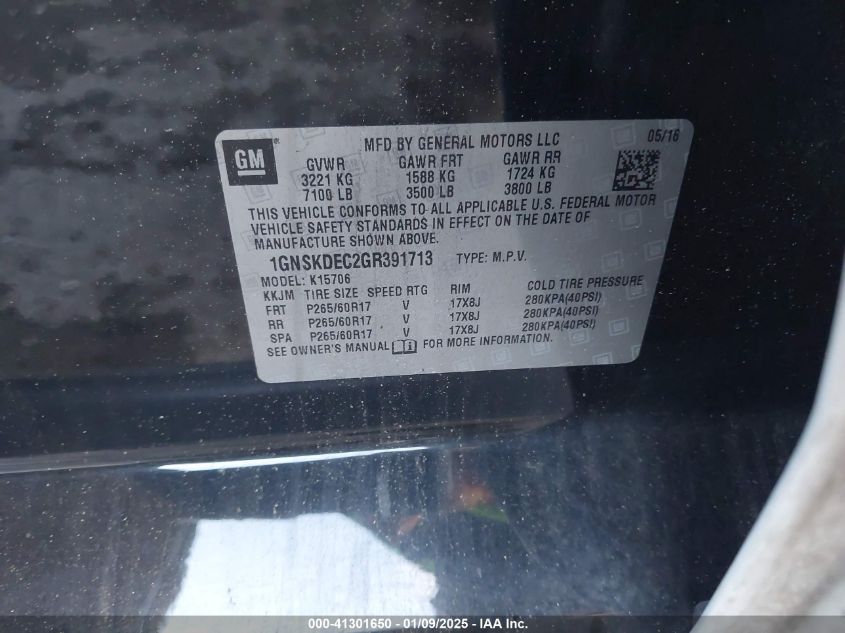 MFD BY GENERAL MOTORS LLC 05/16
GM
GVWR GAWR FRT GAWR RR
3221 KG 1588 KG 1724 KG
7100 LB 3500 LB 3800 LB
THIS VEHICLE CONFORMS TO ALL APPLICABLE U.S. FEDERAL MOTOR
VEHICLE SAFETY STANDARDS IN EFFECT ON THE DATE OF
MANUFACTURE SHOWN ABOVE.
1GNSKDEC2GR391713 TYPE: M.P.V.
MODEL: K15706
KKJM TIRE SIZE SPEED RTG RIM COLD TIRE PRESSURE
FRT P265/60R17 V 17X8J 280KPA(40PSI)
RR P265/60R17 V 17X8J 280KPA(40PSI)
SPA P265/60R17 V 17X8J 280KPA(40PSI)
SEE OWNER'S MANUAL FOR MORE INFORMATION.
000-41301650 - 01/09/2025 - IAA Inc.